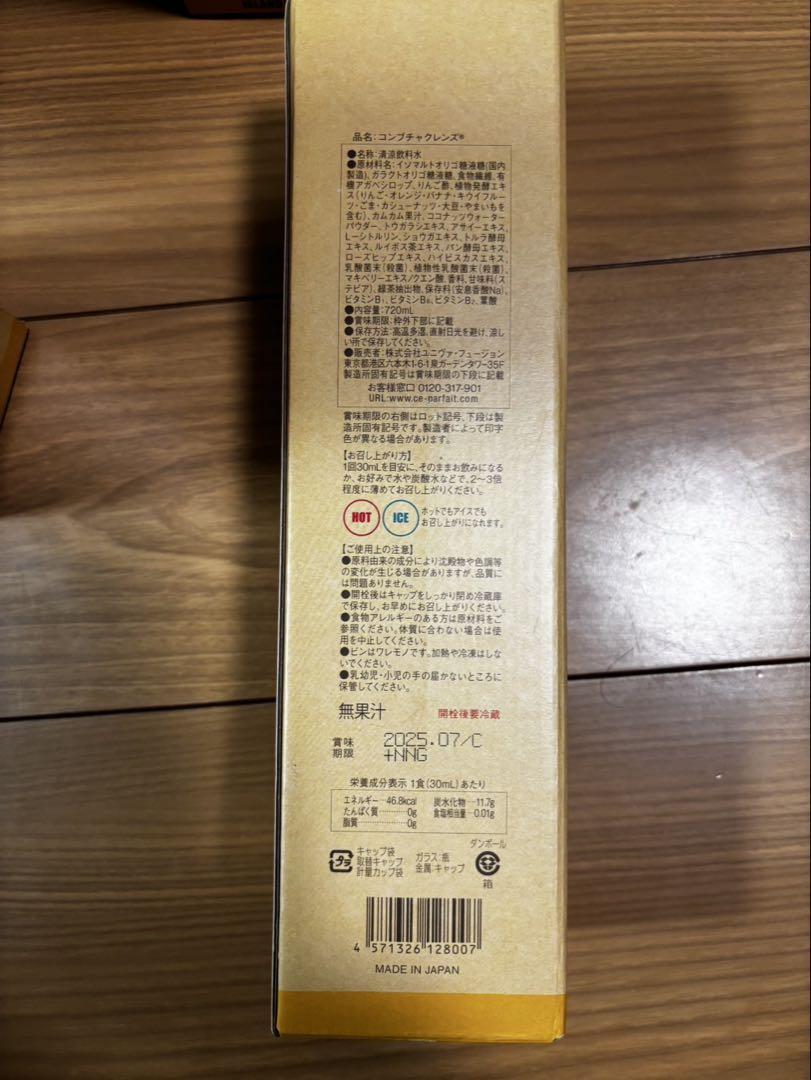 品名:コンブチャクレンズ®
●名称:清涼飲料水
●原材料名:イソマルトオリゴ糖液糖(国内
製造)、ガラクトオリゴ糖液糖、食物繊維、有
機アガベシロップ、りんご酢、植物発酵エキ
ス(りんご・オレンジ・バナナ・キウイフルー
ツ・ごま・カシューナッツ・大豆・やまいもを
含む)、カムカム果汁、ココナッツウォーター
パウダー、トウガラシエキス、アサイーエキス、
L-シトルリン、ショウガエキス、トルラ酵母
エキス、ルイボス茶エキス、パン酵母エキス、
ローズヒップエキス、ハイビスカスエキス、
乳酸菌末(殺菌)、植物性乳酸菌末(殺菌)、
マキベリーエキス/クエン酸、香料、甘味料(ス
テビア)、緑茶抽出物、保存料(安息香酸Na)、
ビタミンB₁、ビタミンB₆、ビタミンB₂、葉酸
●内容量:720mL
●賞味期限:枠外下部に記載
●保存方法:高温多湿、直射日光を避け、涼し
い所で保存してください。
●販売者:株式会社ユニヴァ・フュージョン
東京都港区六本木1-6-1泉ガーデンタワー35F
製造所固有記号は賞味期限の下段に記載
お客様窓口 0120-317-901
URL:www.ce-parfait.com
賞味期限の右側はロット記号、下段は製
造所固有記号です。製造者によって印字
色が異なる場合があります。
【お召し上がり方】
1回30mLを目安に、そのままお飲みになる
か、お好みで水や炭酸水などで、2〜3倍
程度に薄めてお召し上がりください。
HOT ICE ホットでもアイスでも
お召し上がりになれます。
【ご使用上の注意】
●原料由来の成分により沈殿物や色調等
の変化が生じる場合がありますが、品質に
は問題ありません。
●開栓後はキャップをしっかり閉め冷蔵庫
で保存し、お早めにお召し上がりください。
●食物アレルギーのある方は原材料をご
参照ください。体質に合わない場合は使
用を中止してください。
●ビンはワレモノです。加熱や冷凍はしな
いでください。
●乳幼児・小児の手の届かないところに
保管してください。
無果汁 開栓後要冷蔵
賞味期限 2025.07/C
+NNG
栄養成分表示 1食(30mL)あたり
エネルギー…46.8kcal 炭水化物…11.7g
たんぱく質…………0g 食塩相当量…0.01g
脂質…………………0g
ダンボール
プラ キャップ袋 取替キャップ 計量カップ袋
ガラス:瓶 金属:キャップ
箱
4 571326 128007
MADE IN JAPAN